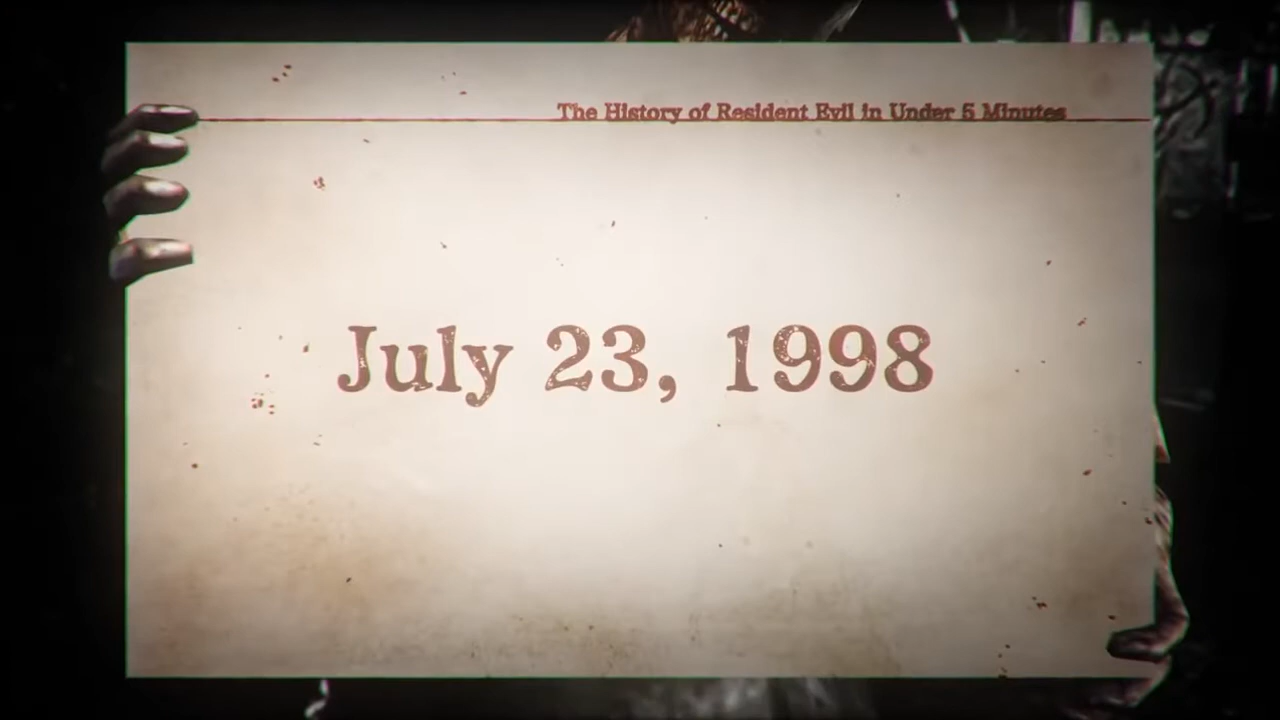 The History of Resident Evil in Under 5 Minutes
July 23, 1998